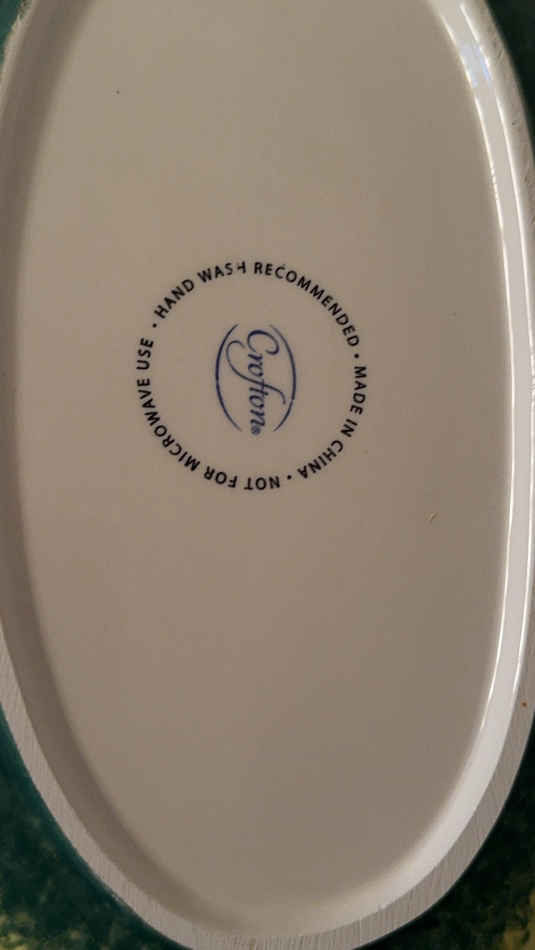 Crofton®
HAND WASH RECOMMENDED • MADE IN CHINA • NOT FOR MICROWAVE USE •